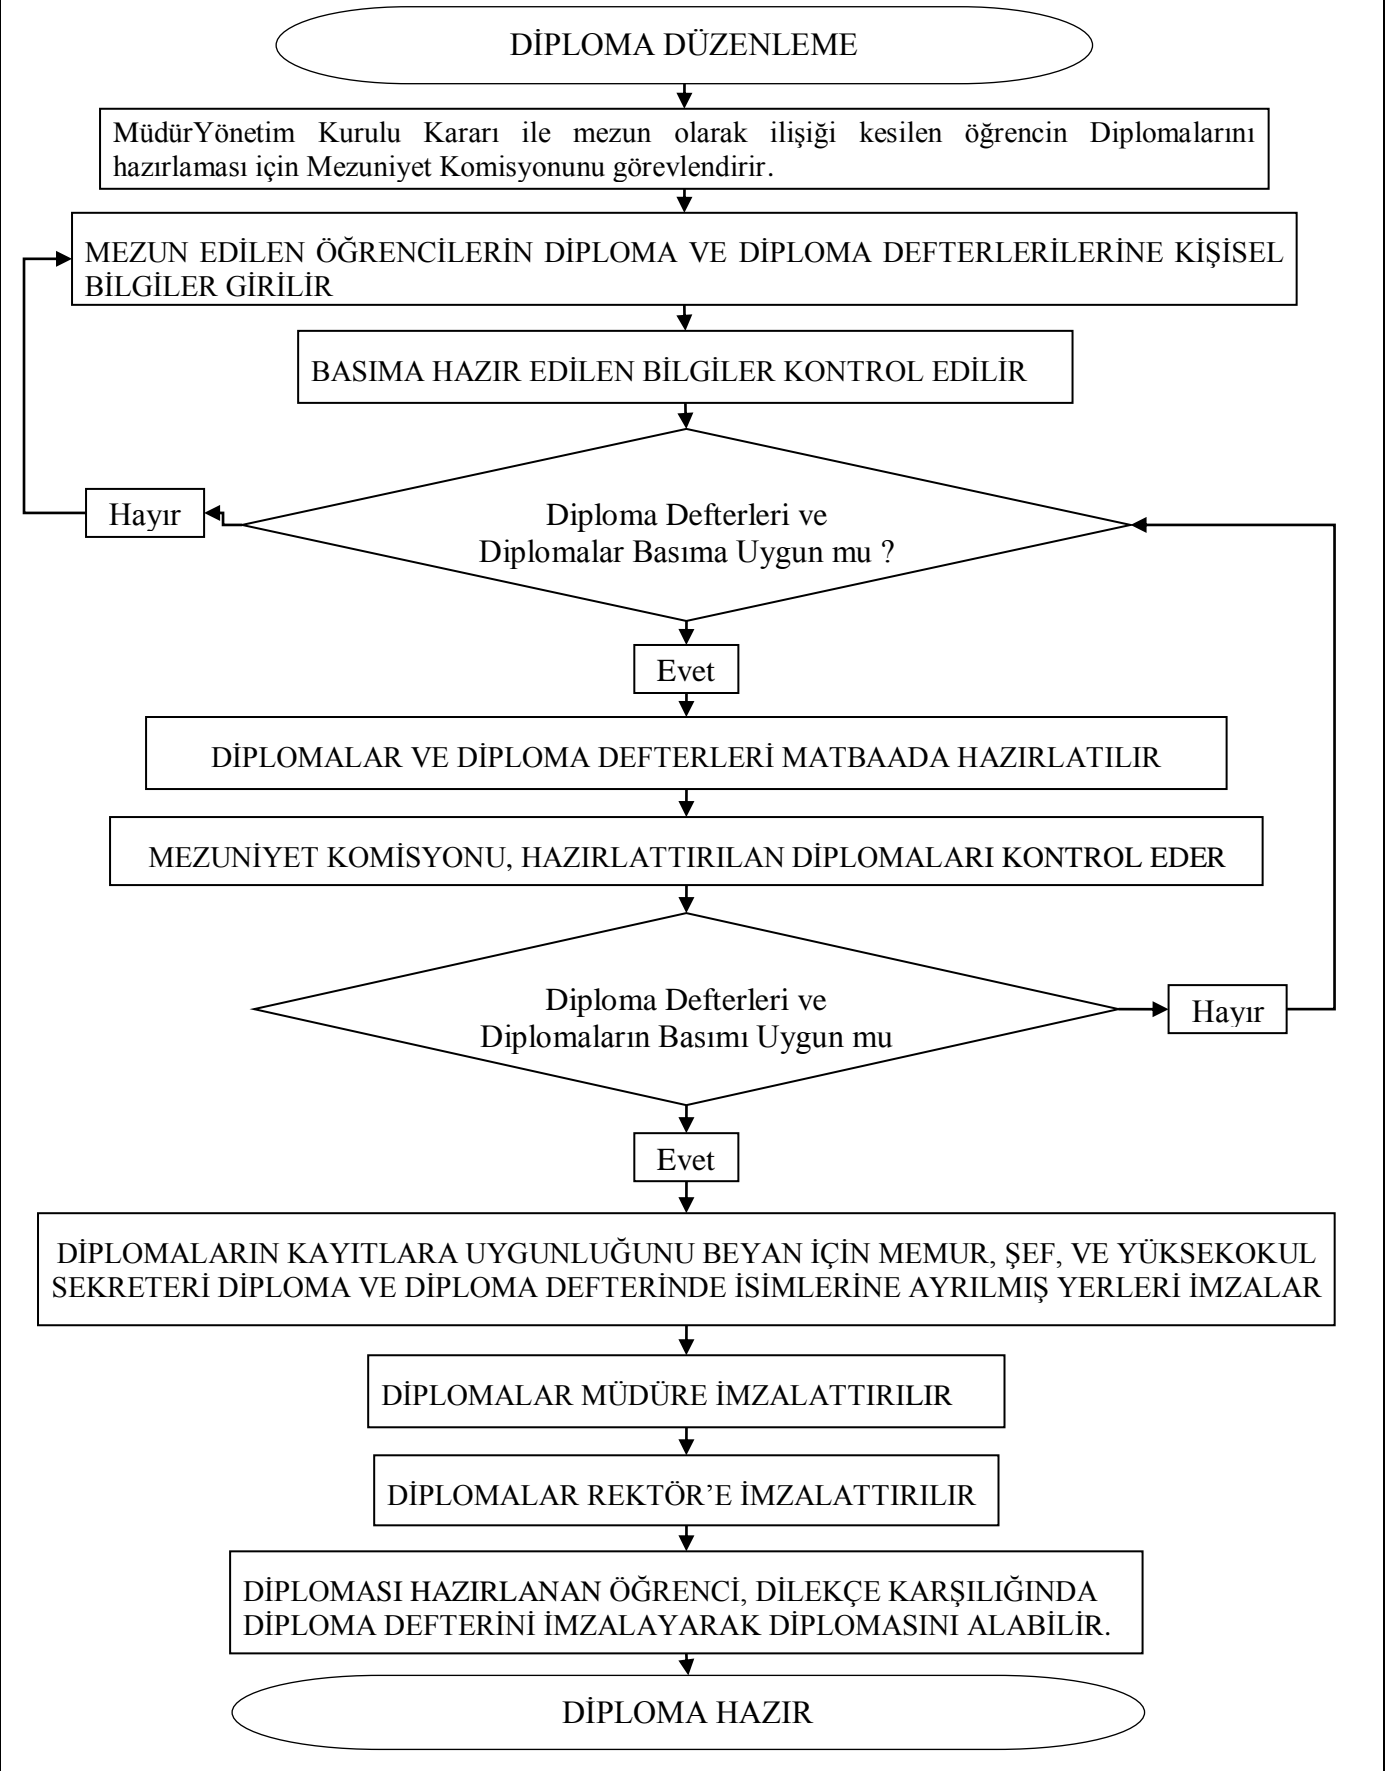 DİPLOMA DÜZENLEME
MüdürYönetim Kurulu Kararı ile mezun olarak ilişiği kesilen öğrencin Diplomalarını
hazırlaması için Mezuniyet Komisyonunu görevlendirir.
MEZUN EDİLEN ÖĞRENCİLERİN DİPLOMA VE DİPLOMA DEFTERLERİLERİNE KİŞİSEL
BİLGİLER GİRİLİR
BASIMA HAZIR EDİLEN BİLGİLER KONTROL EDİLİR
Hayır
Diploma Defterleri ve
Diplomalar Basıma Uygun mu ?
Evet
DİPLOMALAR VE DİPLOMA DEFTERLERİ MATBAADA HAZIRLATILIR
MEZUNİYET KOMİSYONU, HAZIRLATTIRILAN DİPLOMALARI KONTROL EDER
Diploma Defterleri ve
Diplomaların Basımı Uygun mu
Hayır
Evet
DİPLOMALARIN KAYITLARA UYGUNLUĞUNU BEYAN İÇİN MEMUR, ŞEF, VE YÜKSEKOKUL
SEKRETERİ DİPLOMA VE DİPLOMA DEFTERİNDE İSİMLERİNE AYRILMIŞ YERLERİ İMZALAR
DİPLOMALAR MÜDÜRE İMZALATTIRILIR
DİPLOMALAR REKTÖR’E İMZALATTIRILIR
DİPLOMASI HAZIRLANAN ÖĞRENCİ, DİLEKÇE KARŞILIĞINDA
DİPLOMA DEFTERİNİ İMZALAYARAK DİPLOMASINI ALABİLİR.
DİPLOMA HAZIR